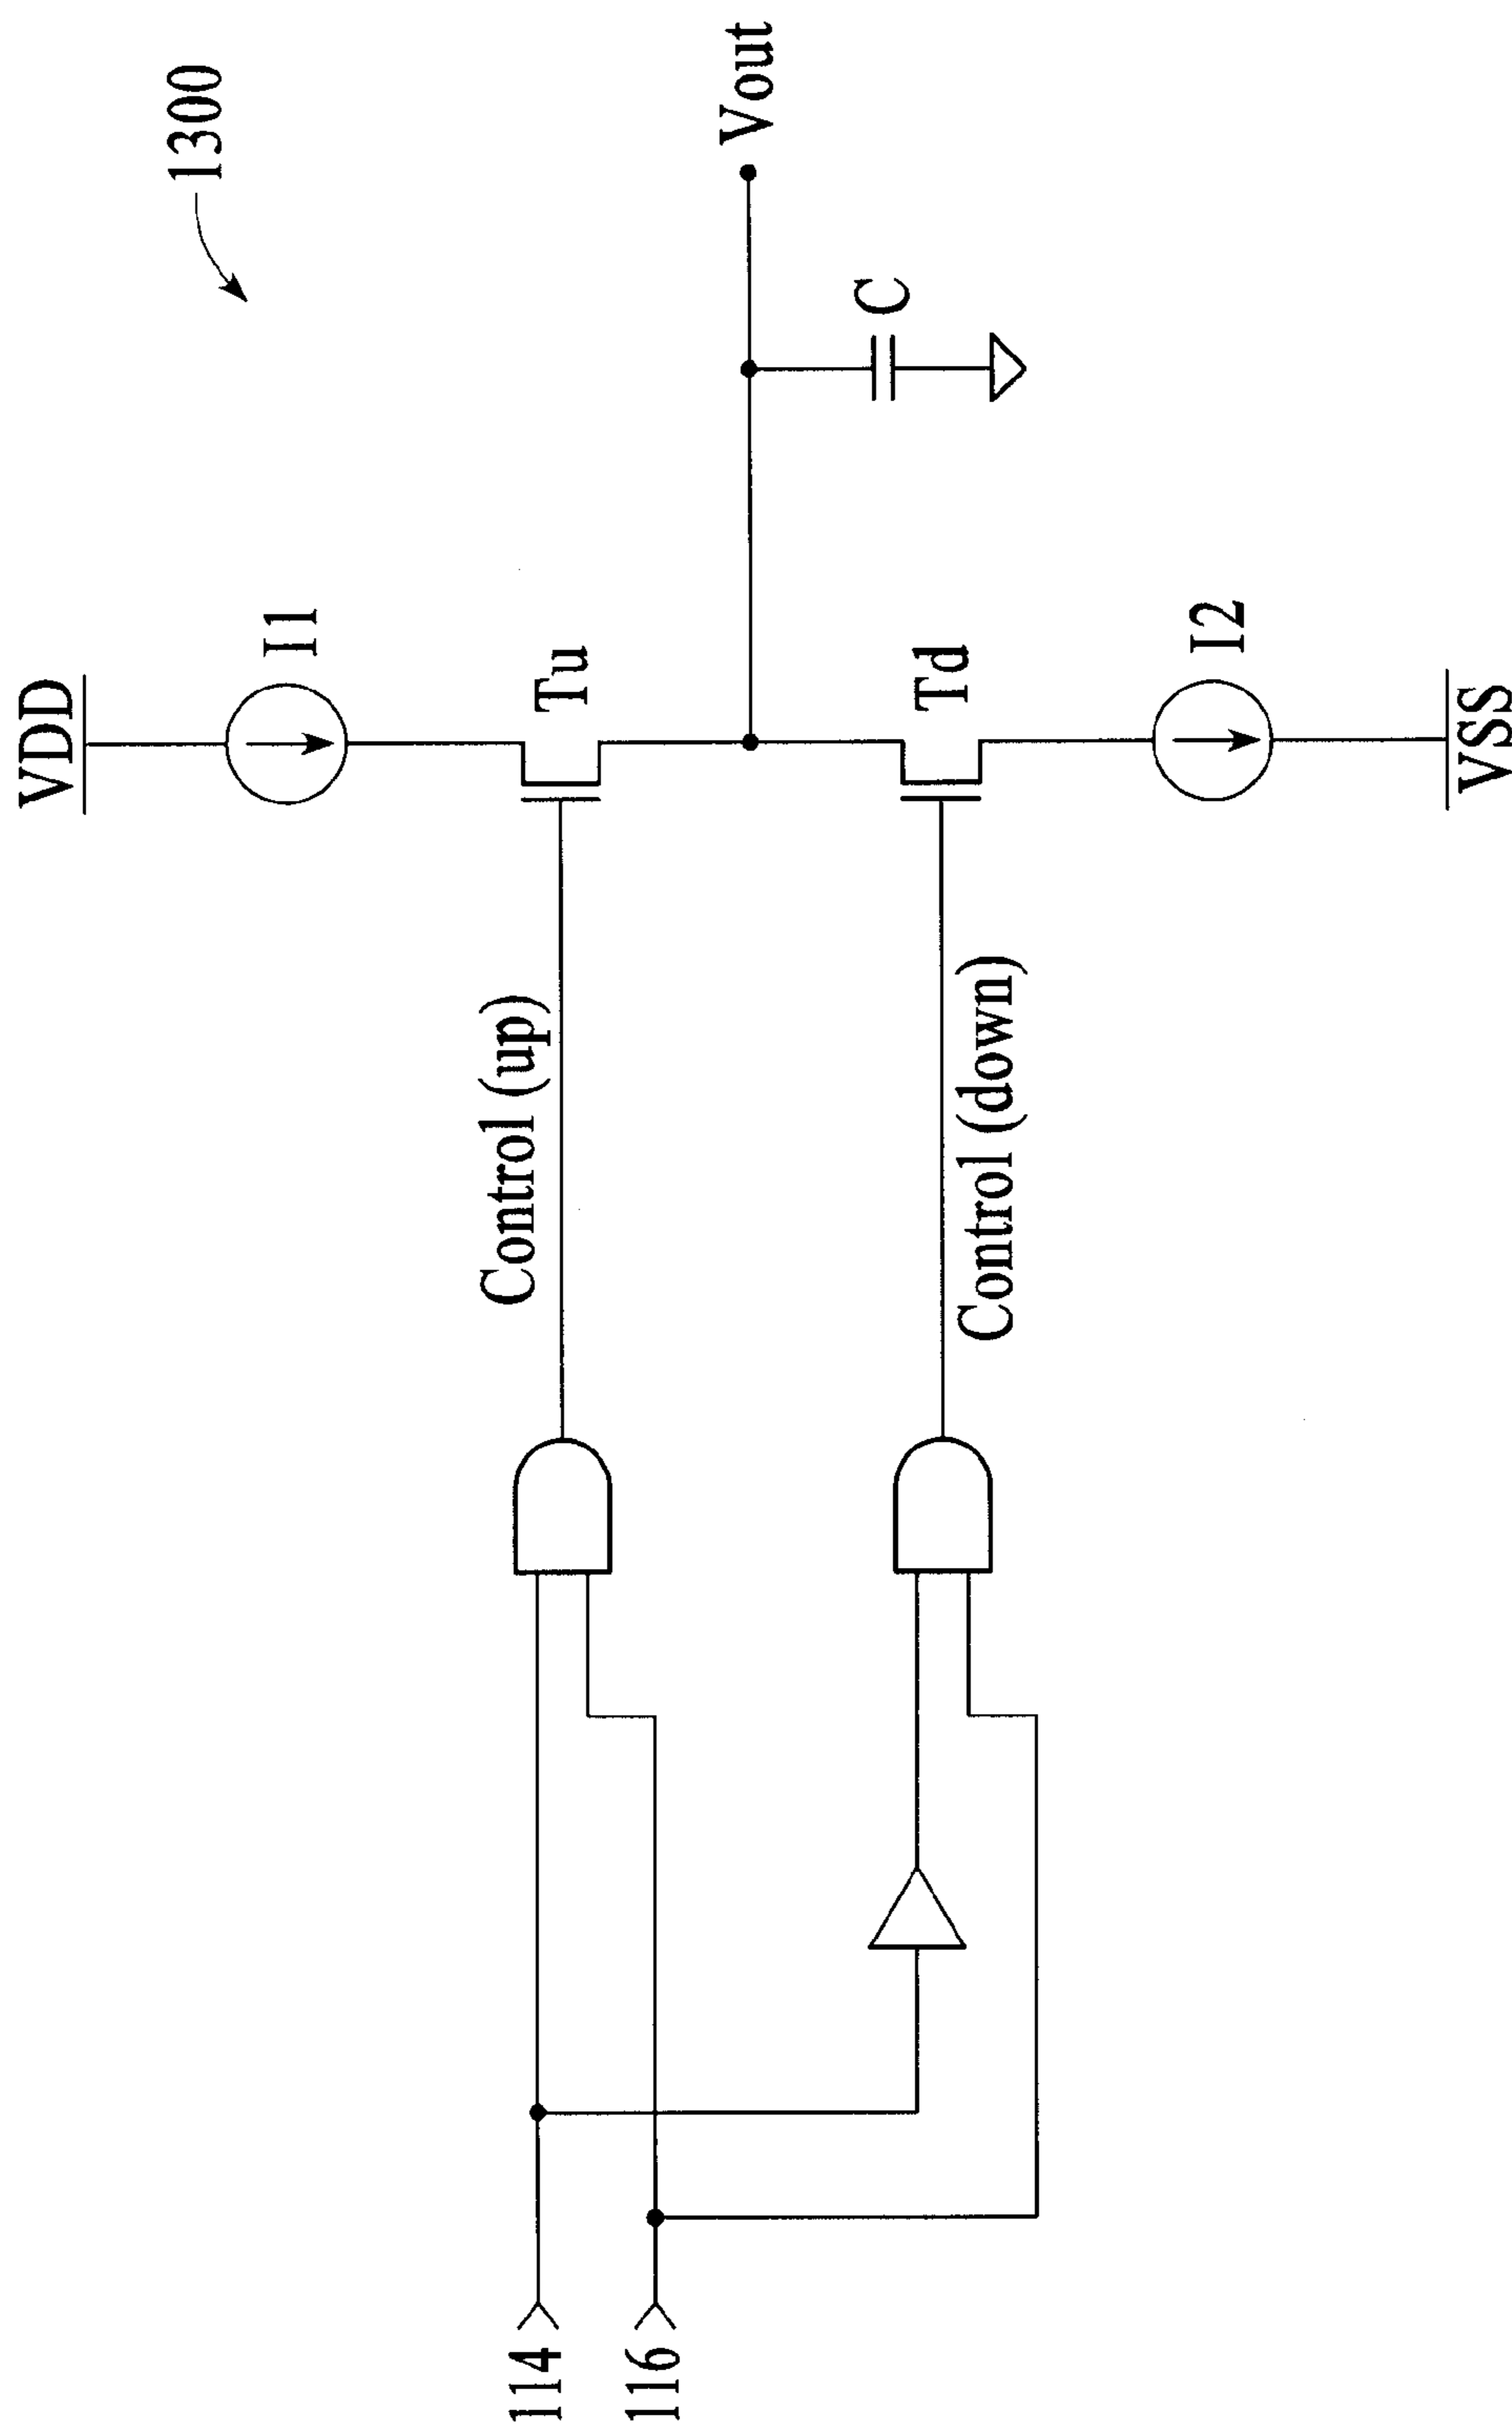 1300
VDD
I1
Tu
Control (up)
Vout
C
114
116
Td
Control (down)
I2
VSS